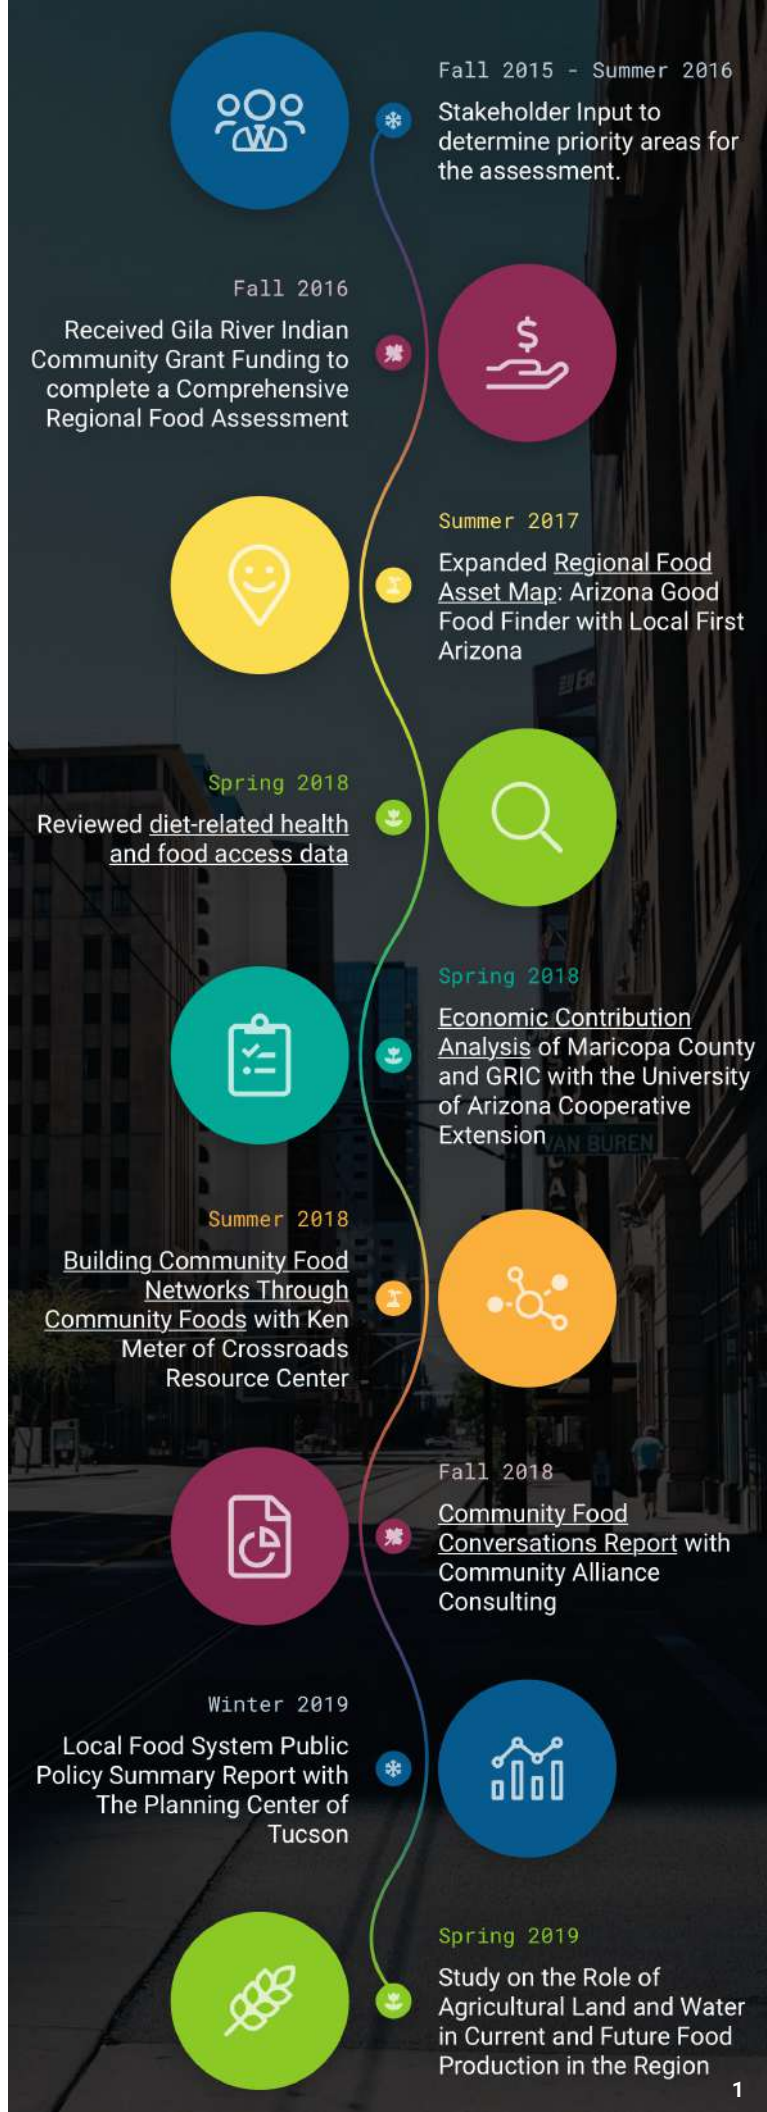 Fall 2015 - Summer 2016
Stakeholder Input to
determine priority areas for
the assessment.
Fall 2016
Received Gila River Indian
Community Grant Funding to
complete a Comprehensive
Regional Food Assessment
Summer 2017
Expanded Regional Food
Asset Map: Arizona Good
Food Finder with Local First
Arizona
Spring 2018
Reviewed diet-related health
and food access data
Spring 2018
Economic Contribution
Analysis of Maricopa County
and GRIC with the University
of Arizona Cooperative
Extension
VAN BUREN
Summer 2018
Building Community Food
Networks Through
Community Foods with Ken
Meter of Crossroads
Resource Center
Fall 2018
Community Food
Conversations Report with
Community Alliance
Consulting
Winter 2019
Local Food System Public
Policy Summary Report with
The Planning Center of
Tucson
Spring 2019
Study on the Role of
Agricultural Land and Water
in Current and Future Food
Production in the Region
1